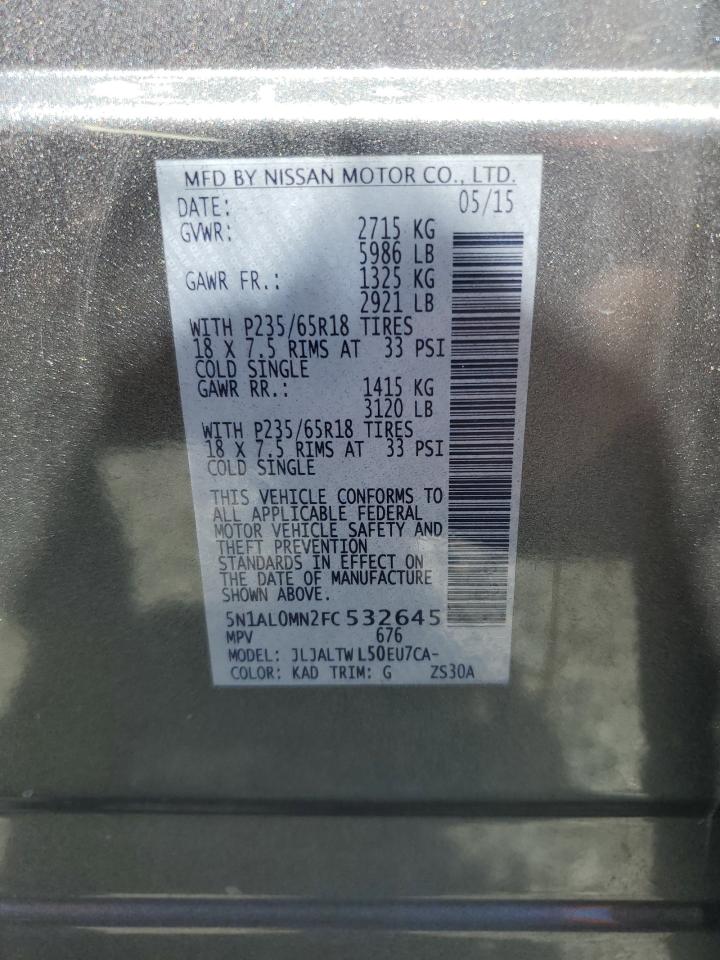 MFD BY NISSAN MOTOR CO., LTD.
DATE: 05/15
GVWR: 2715 KG
5986 LB
GAWR FR.: 1325 KG
2921 LB
WITH P235/65R18 TIRES
18 X 7.5 RIMS AT 33 PSI
COLD SINGLE
GAWR RR.: 1415 KG
3120 LB
WITH P235/65R18 TIRES
18 X 7.5 RIMS AT 33 PSI
COLD SINGLE
THIS VEHICLE CONFORMS TO
ALL APPLICABLE FEDERAL
MOTOR VEHICLE SAFETY AND
THEFT PREVENTION
STANDARDS IN EFFECT ON
THE DATE OF MANUFACTURE
SHOWN ABOVE.
5N1AL0MN2FC532645
MPV 676
MODEL: JLJALTWL50EU7CA-
COLOR: KAD TRIM: G ZS30A